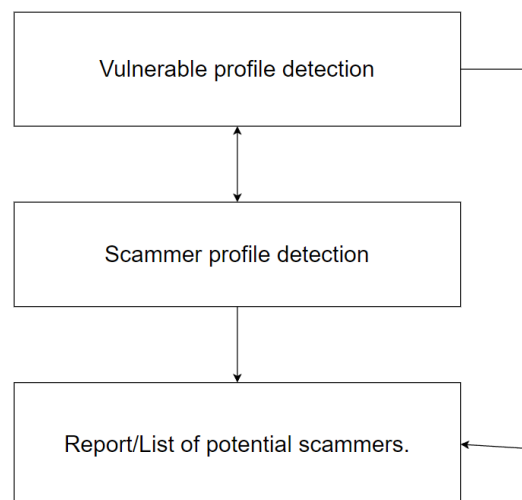 Vulnerable profile detection
Scammer profile detection
Report/List of potential scammers.